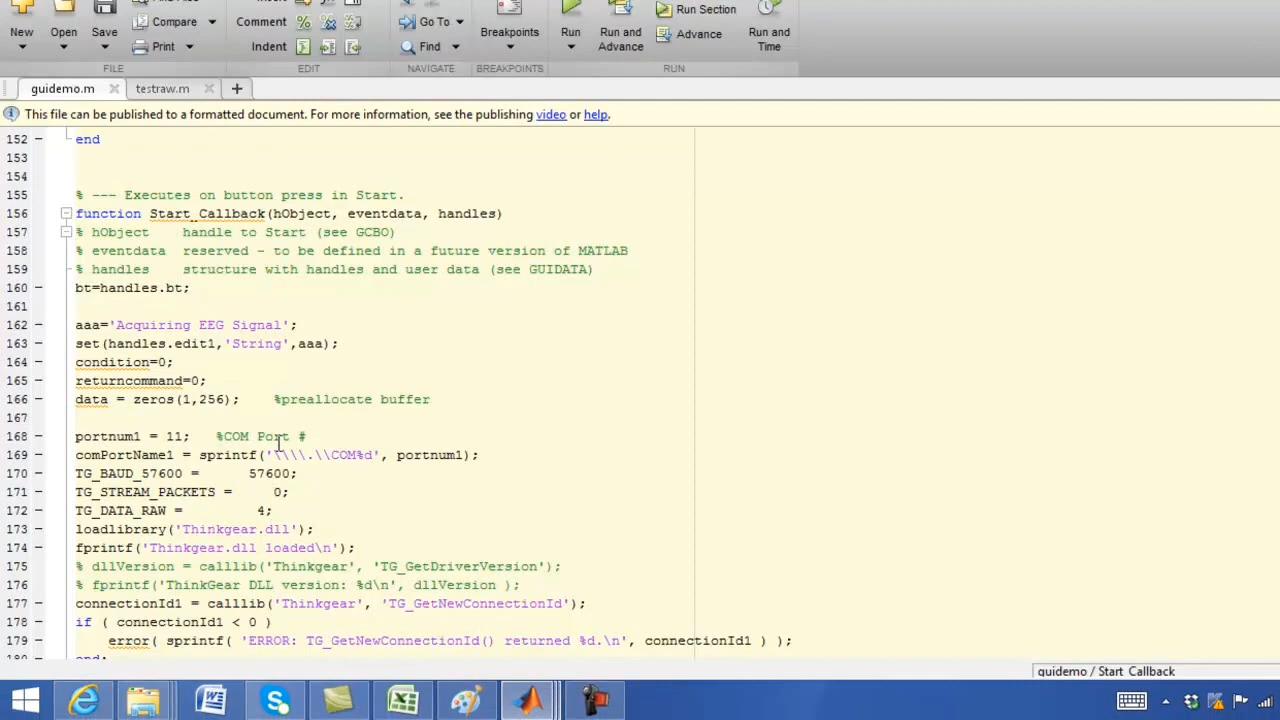 New
Open
Save
Compare
Print
Comment
Indent
Go To
Find
Breakpoints
Run
Run and
Advance
Run Section
Advance
Run and
Time
FILE
EDIT
NAVIGATE
BREAKPOINTS
RUN
guidemo.m
testraw.m
This file can be published to a formatted document. For more information, see the publishing video or help.
152 end
153
154
155 % --- Executes on button press in Start.
156 function Start_Callback(hObject, eventdata, handles)
157 % hObject    handle to Start (see GCBO)
158 % eventdata  reserved - to be defined in a future version of MATLAB
159 % handles    structure with handles and user data (see GUIDATA)
160 bt=handles.bt;
161
162 aaa='Acquiring EEG Signal';
163 set(handles.edit1,'String',aaa);
164 condition=0;
165 returncommand=0;
166 data = zeros(1,256);    %preallocate buffer
167
168 portnum1 = 11;   %COM Port #
169 comPortName1 = sprintf('\\\\.\\COM%d', portnum1);
170 TG_BAUD_57600 =      57600;
171 TG_STREAM_PACKETS =     0;
172 TG_DATA_RAW =         4;
173 loadlibrary('Thinkgear.dll');
174 fprintf('Thinkgear.dll loaded\n');
175 % dllVersion = calllib('Thinkgear', 'TG_GetDriverVersion');
176 % fprintf('ThinkGear DLL version: %d\n', dllVersion );
177 connectionId1 = calllib('Thinkgear', 'TG_GetNewConnectionId');
178 if ( connectionId1 < 0 )
179     error( sprintf( 'ERROR: TG_GetNewConnectionId() returned %d.\n', connectionId1 ) );
180 end;
guidemo / Start_Callback